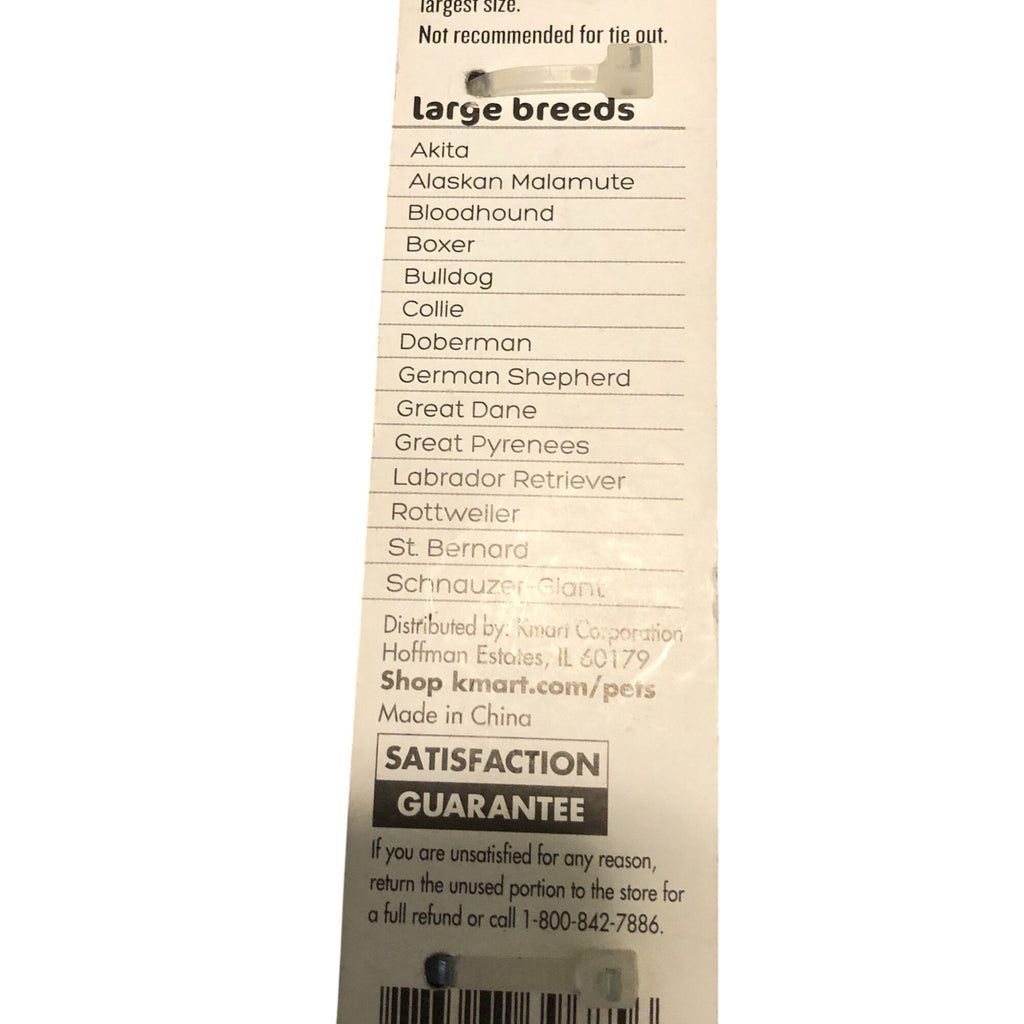 largest size.
Not recommended for tie out.
large breeds
Akita
Alaskan Malamute
Bloodhound
Boxer
Bulldog
Collie
Doberman
German Shepherd
Great Dane
Great Pyrenees
Labrador Retriever
Rottweiler
St. Bernard
Schnauzer-Giant
Distributed by: Kmart Corporation
Hoffman Estates, IL 60179
Shop kmart.com/pets
Made in China
SATISFACTION
GUARANTEE
If you are unsatisfied for any reason,
return the unused portion to the store for
a full refund or call 1-800-842-7886.